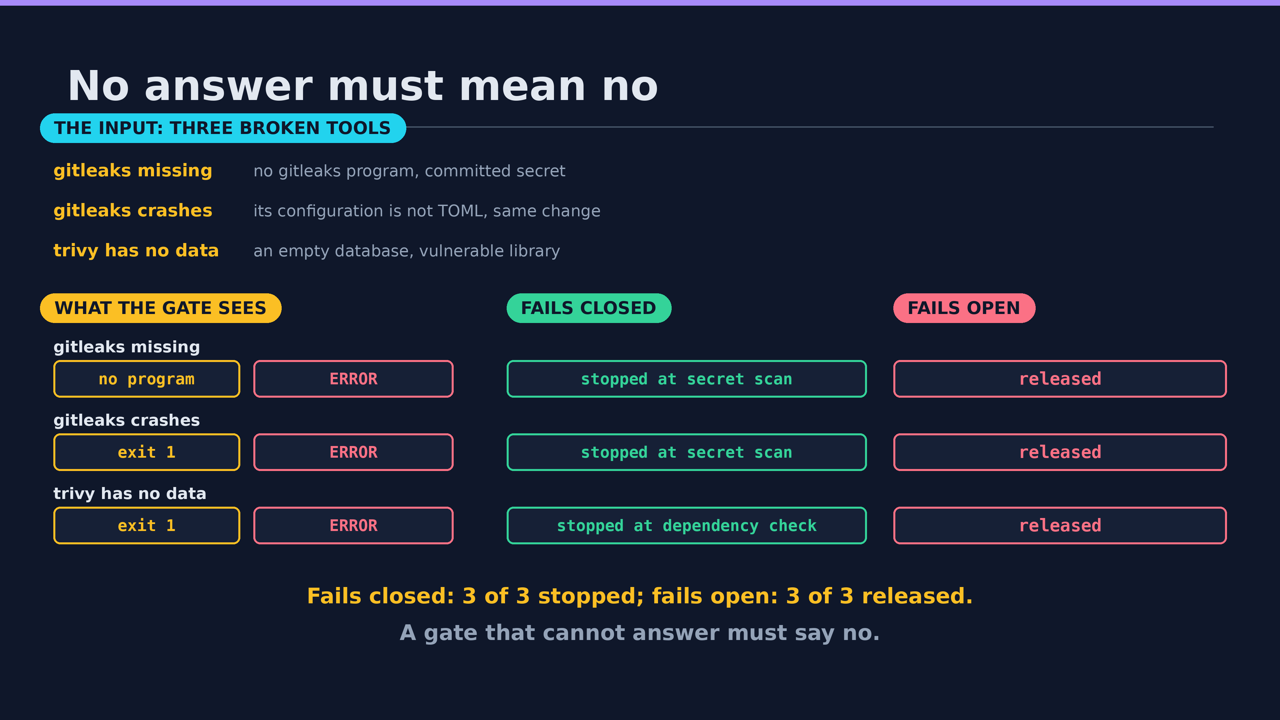 No answer must mean no
THE INPUT: THREE BROKEN TOOLS
gitleaks missing no gitleaks program, committed secret
gitleaks crashes its configuration is not TOML, same change
trivy has no data an empty database, vulnerable library
WHAT THE GATE SEES FAILS CLOSED FAILS OPEN
gitleaks missing
no program ERROR stopped at secret scan released
gitleaks crashes
exit 1 ERROR stopped at secret scan released
trivy has no data
exit 1 ERROR stopped at dependency check released
Fails closed: 3 of 3 stopped; fails open: 3 of 3 released.
A gate that cannot answer must say no.